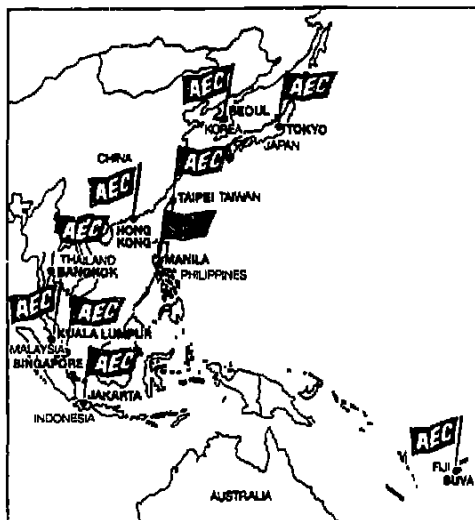 AEC
AEC
SEOUL
KOREA
TOKYO
JAPAN
CHINA
AEC
AEC
TAIPEI TAIWAN
HONG
KONG
AEC
THAILAND
BANGKOK
MANILA
PHILIPPINES
AEC
AEC
KUALA LUMPUR
MALAYSIA
SINGAPORE
AEC
JAKARTA
INDONESIA
AEC
FIJI
SUVA
AUSTRALIA